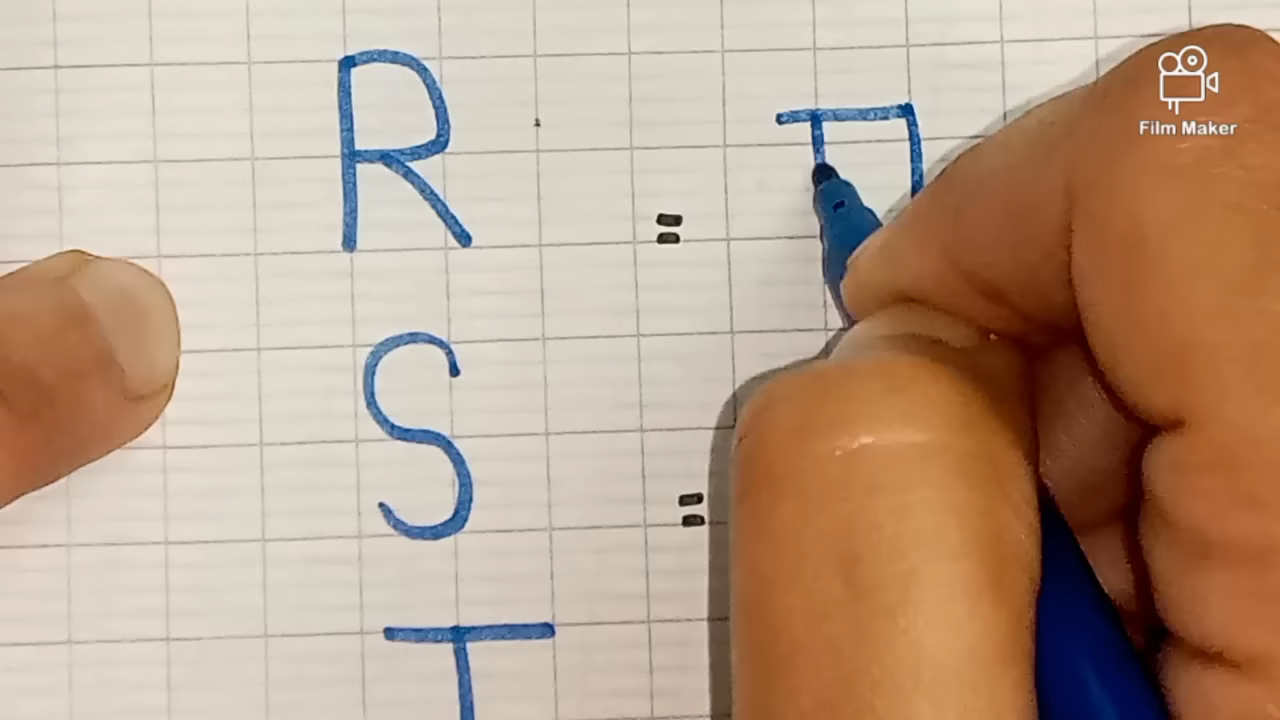 Film Maker
R =
S =
T